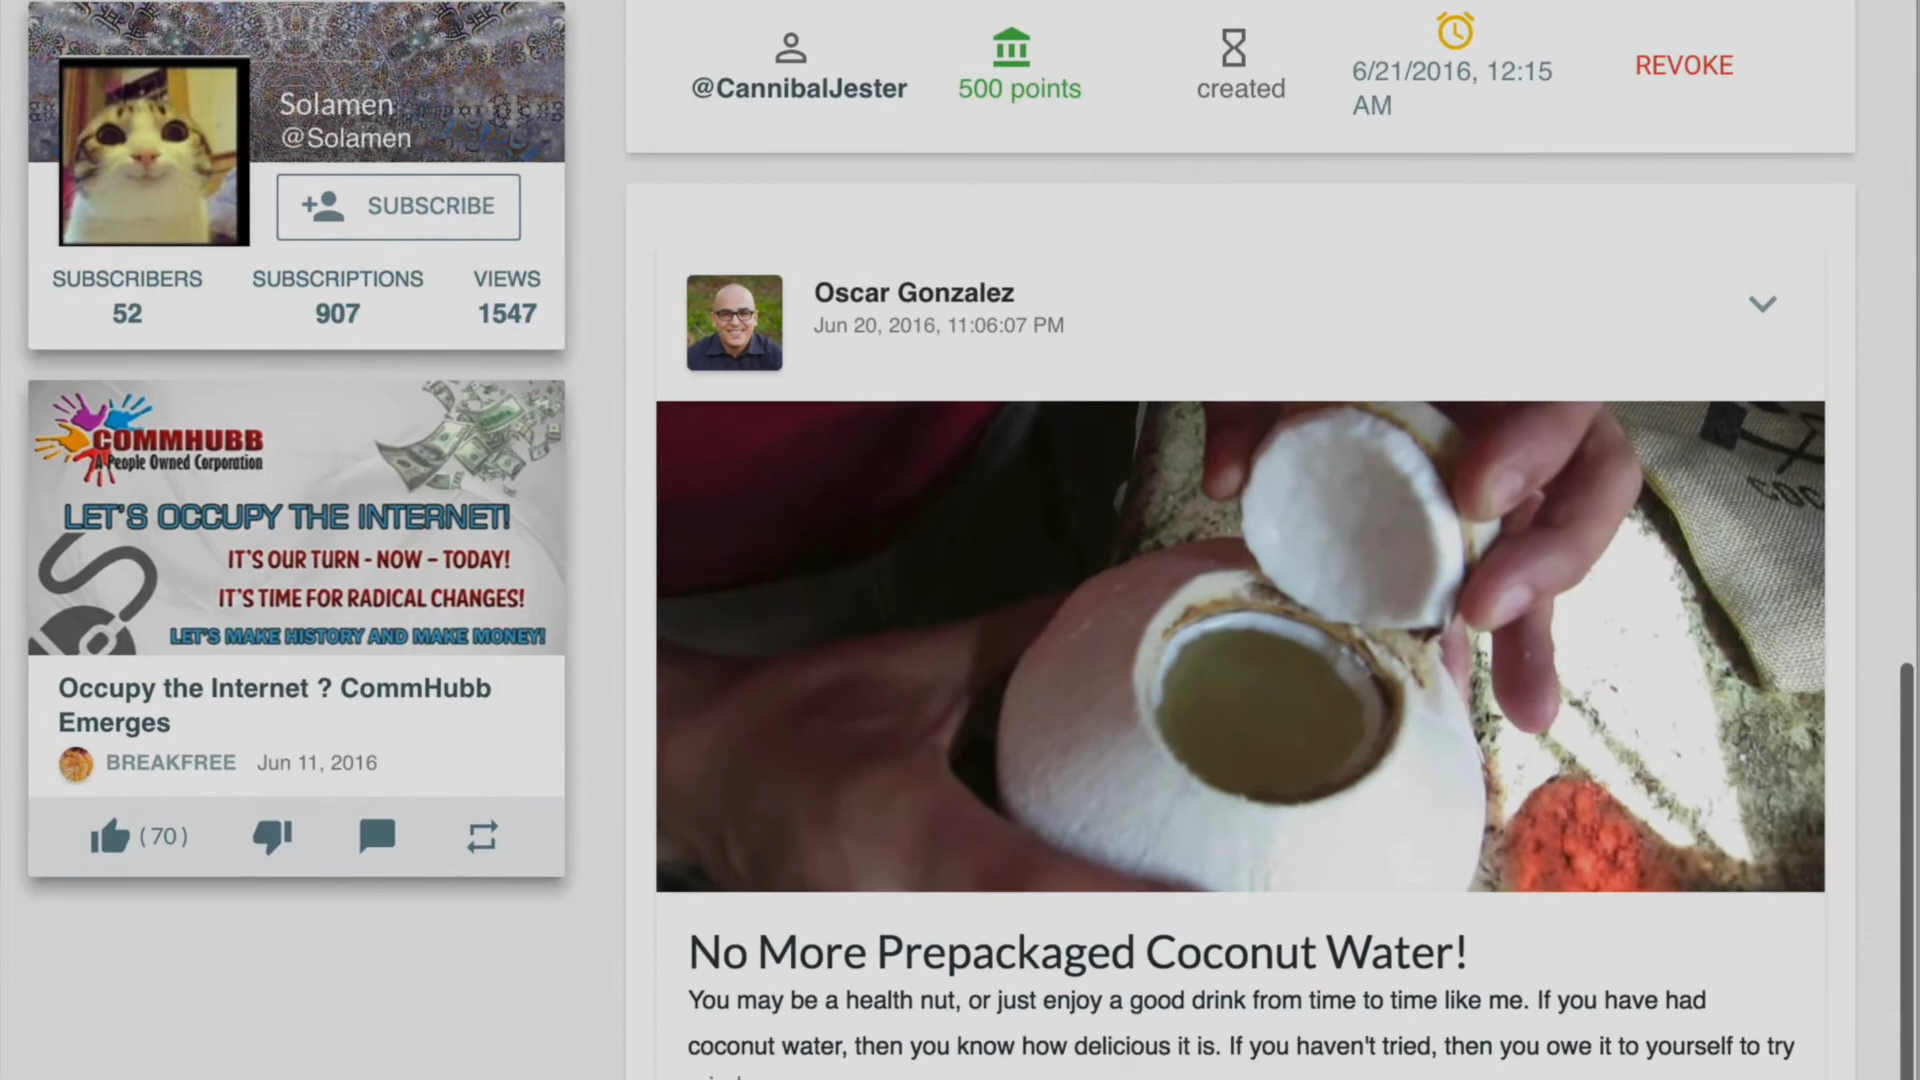 Solamen
@Solamen
SUBSCRIBE
SUBSCRIBERS
52
SUBSCRIPTIONS
907
VIEWS
1547
COMMHUBB
A People Owned Corporation
LET'S OCCUPY THE INTERNET!
IT'S OUR TURN - NOW – TODAY!
IT'S TIME FOR RADICAL CHANGES!
LET'S MAKE HISTORY AND MAKE MONEY!
Occupy the Internet ? CommHubb
Emerges
BREAKFREE Jun 11, 2016
(70)
@CannibalJester
500 points
created
6/21/2016, 12:15
AM
REVOKE
Oscar Gonzalez
Jun 20, 2016, 11:06:07 PM
No More Prepackaged Coconut Water!
You may be a health nut, or just enjoy a good drink from time to time like me. If you have had
coconut water, then you know how delicious it is. If you haven't tried, then you owe it to yourself to try